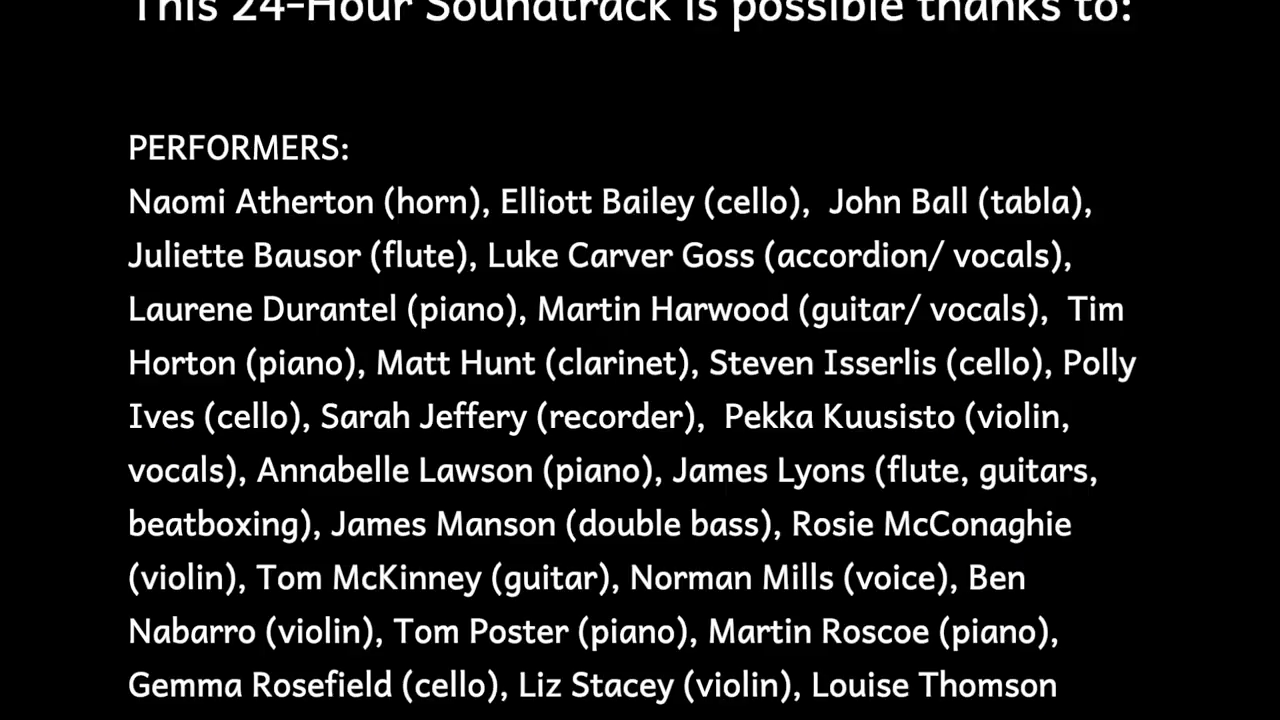 This 24-Hour Soundtrack is possible thanks to:
PERFORMERS:
Naomi Atherton (horn), Elliott Bailey (cello),  John Ball (tabla),
Juliette Bausor (flute), Luke Carver Goss (accordion/ vocals),
Laurene Durantel (piano), Martin Harwood (guitar/ vocals),  Tim
Horton (piano), Matt Hunt (clarinet), Steven Isserlis (cello), Polly
Ives (cello), Sarah Jeffery (recorder),  Pekka Kuusisto (violin,
vocals), Annabelle Lawson (piano), James Lyons (flute, guitars,
beatboxing), James Manson (double bass), Rosie McConaghie
(violin), Tom McKinney (guitar), Norman Mills (voice), Ben
Nabarro (violin), Tom Poster (piano), Martin Roscoe (piano),
Gemma Rosefield (cello), Liz Stacey (violin), Louise Thomson